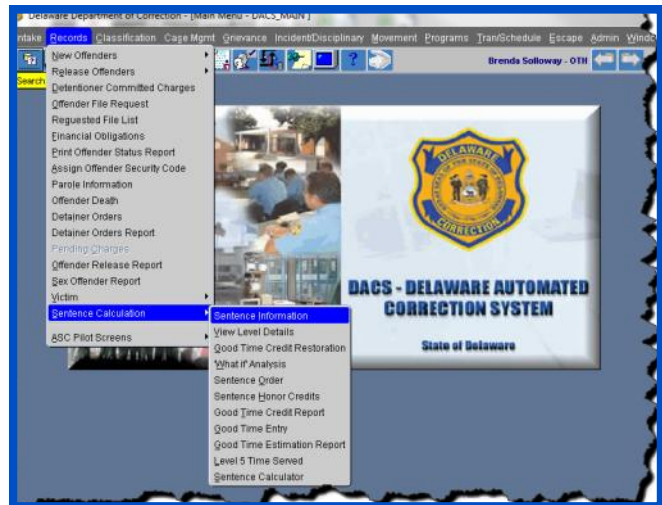 Delaware Department of Correction - [Main Menu - DACS_MAIN ]
ntake Records Classification Cage Mgmt Grievance Incident/Disciplinary Movement Programs Tran/Schedule Escape Admin Windo
Brenda Solloway - OTH
Search
New Offenders
Release Offenders
Detentioner Committed Charges
Offender File Request
Requested File List
Financial Obligations
Print Offender Status Report
Assign Offender Security Code
Parole Information
Offender Death
Detainer Orders
Detainer Orders Report
Pending Charges
Offender Release Report
Sex Offender Report
Victim
Sentence Calculation
ASC Pilot Screens
Sentence Information
View Level Details
Good Time Credit Restoration
'What if' Analysis
Sentence Order
Sentence Honor Credits
Good Time Credit Report
Good Time Entry
Good Time Estimation Report
Level 5 Time Served
Sentence Calculator
DELAWARE
CORRECTION
DACS - DELAWARE AUTOMATED
CORRECTION SYSTEM
State of Delaware